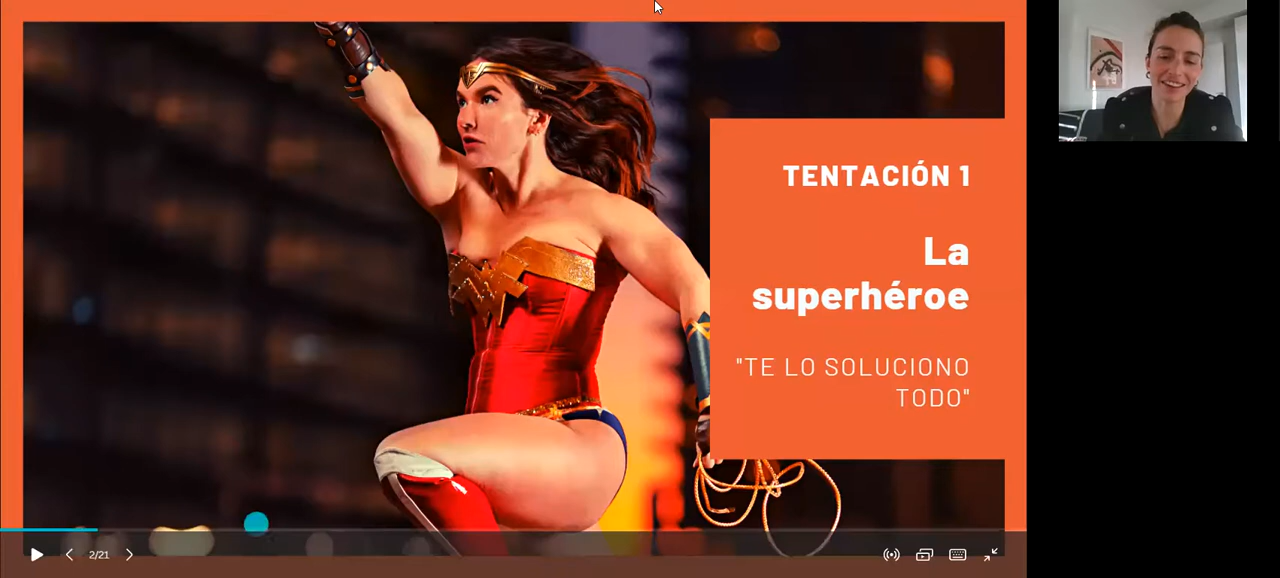 TENTACIÓN 1
La
superhéroe
"TE LO SOLUCIONO
TODO"
2/21